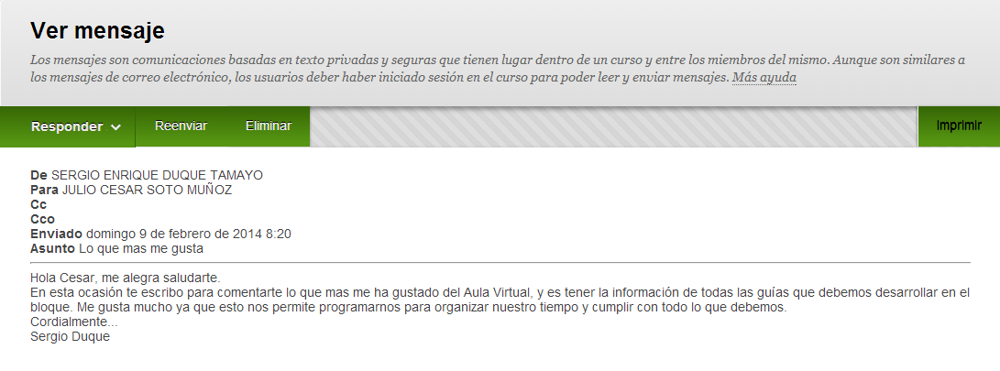 Ver mensaje
Los mensajes son comunicaciones basadas en texto privadas y seguras que tienen lugar dentro de un curso y entre los miembros del mismo. Aunque son similares a
los mensajes de correo electrónico, los usuarios deber haber iniciado sesión en el curso para poder leer y enviar mensajes. Más ayuda
Responder Reenviar Eliminar Imprimir
De SERGIO ENRIQUE DUQUE TAMAYO
Para JULIO CESAR SOTO MUÑOZ
Cc
Cco
Enviado domingo 9 de febrero de 2014 8:20
Asunto Lo que mas me gusta
Hola Cesar, me alegra saludarte.
En esta ocasión te escribo para comentarte lo que mas me ha gustado del Aula Virtual, y es tener la información de todas las guías que debemos desarrollar en el
bloque. Me gusta mucho ya que esto nos permite programarnos para organizar nuestro tiempo y cumplir con todo lo que debemos.
Cordialmente...
Sergio Duque